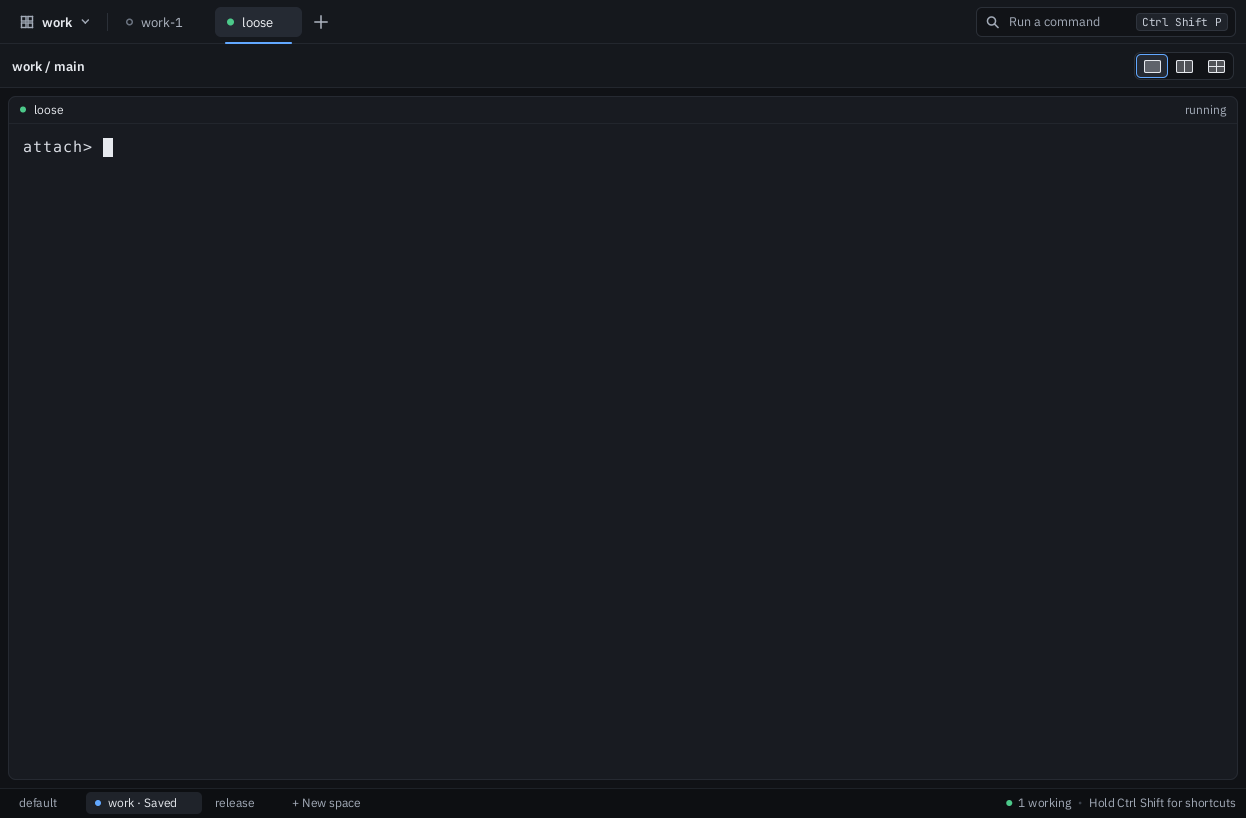 work work-1 loose Run a command Ctrl Shift P
work / main
loose running
attach>
default work · Saved release + New space 1 working · Hold Ctrl Shift for shortcuts